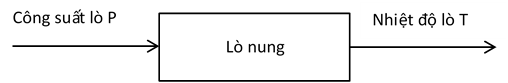 Công suất lò P
Lò nung
Nhiệt độ lò T